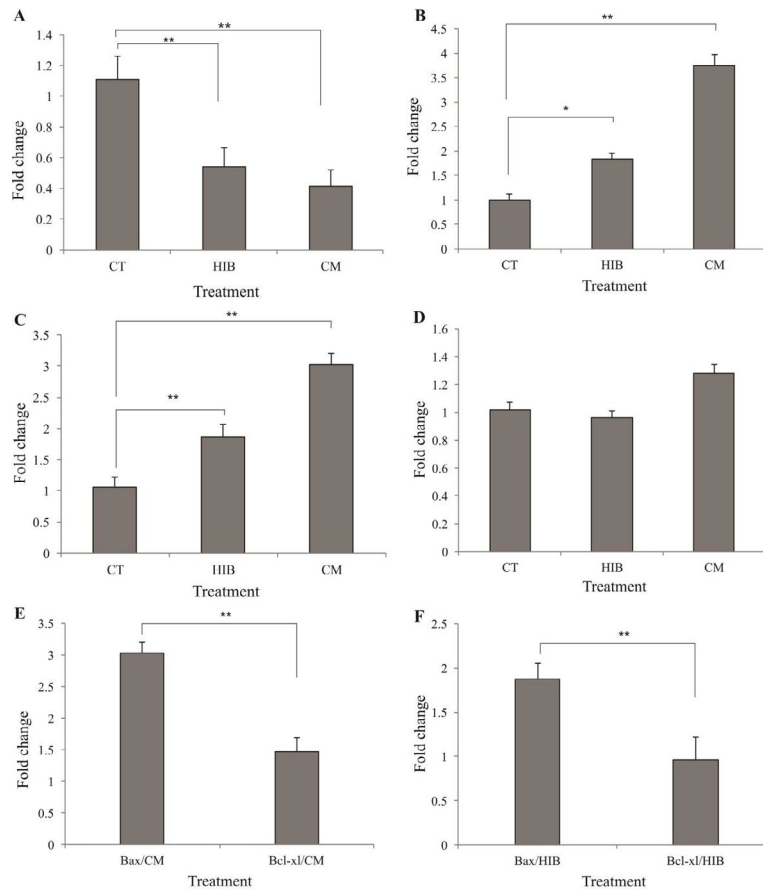 A
**
**
1.4
1.2
1
0.8
0.6
0.4
0.2
0
Fold change
CT HIB CM
Treatment
B
**
*
4.5
4
3.5
3
2.5
2
1.5
1
0.5
0
Fold change
CT HIB CM
Treatment
C
**
**
3.5
3
2.5
2
1.5
1
0.5
0
Fold change
CT HIB CM
Treatment
D
1.6
1.4
1.2
1
0.8
0.6
0.4
0.2
0
Fold change
CT HIB CM
Treatment
E
**
3.5
3
2.5
2
1.5
1
0.5
0
Fold change
Bax/CM Bcl-xl/CM
Treatment
F
**
2.5
2
1.5
1
0.5
0
Fold change
Bax/HIB Bcl-xl/HIB
Treatment